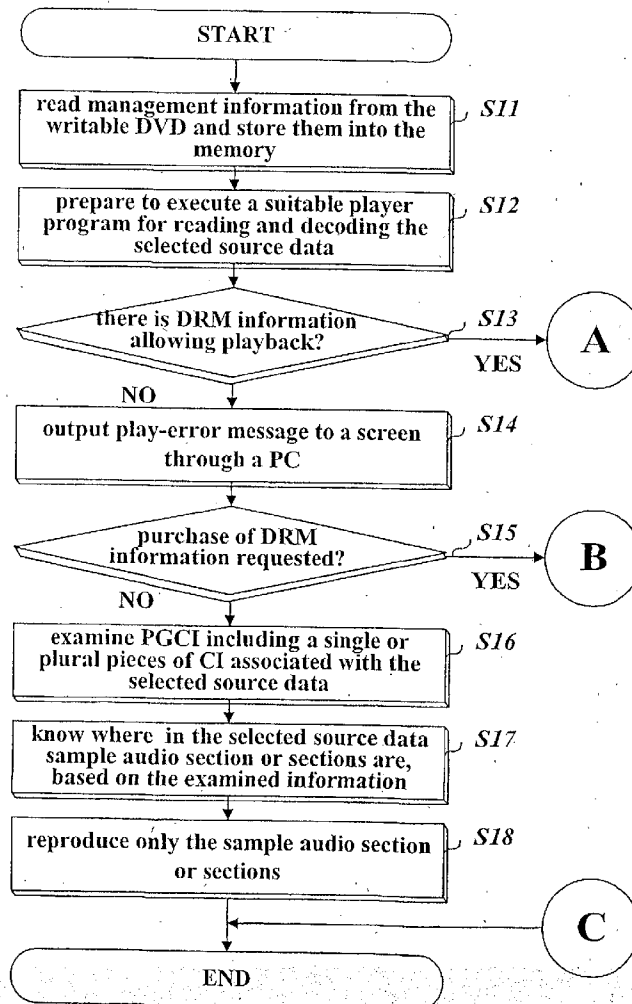 START
read management information from the
writable DVD and store them into the
memory
S11
prepare to execute a suitable player
program for reading and decoding the
selected source data
S12
there is DRM information
allowing playback?
S13
A
YES
NO
output play-error message to a screen
through a PC
S14
purchase of DRM
information requested?
S15
B
YES
NO
examine PGCI including a single or
plural pieces of CI associated with the
selected source data
S16
know where in the selected source data
sample audio section or sections are,
based on the examined information
S17
reproduce only the sample audio section
or sections
S18
C
END